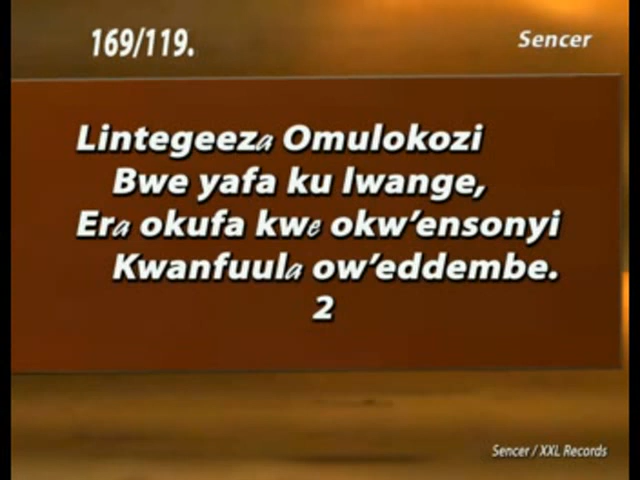 169/119.
Sencer
Lintegeeza Omulokozi
Bwe yafa ku lwange,
Era okufa kwe okw'ensonyi
Kwanfuula ow'eddembe.
2
Sencer / XXL Records